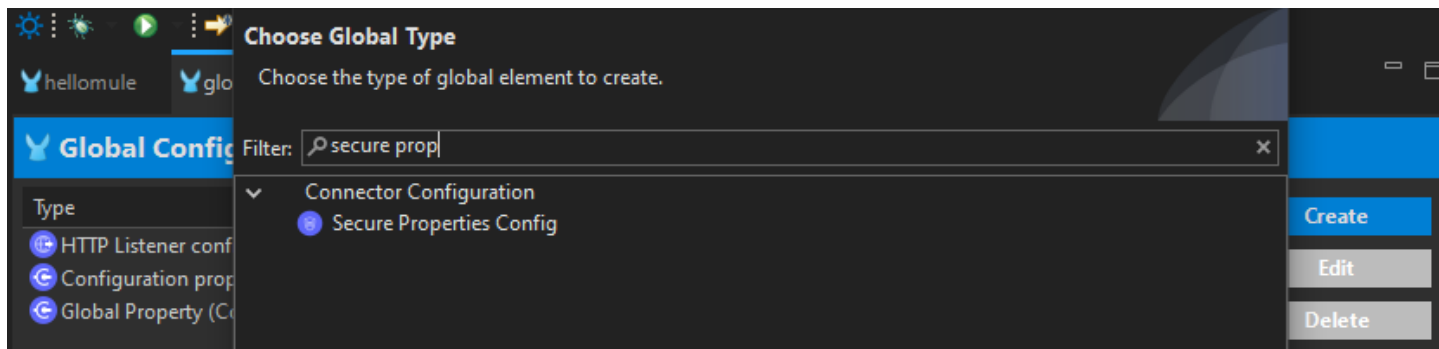 Choose Global Type
Choose the type of global element to create.
hellomule
glo
Global Config
Filter: secure prop
Type
Connector Configuration
Secure Properties Config
HTTP Listener conf
Configuration prop
Global Property (Co
Create
Edit
Delete